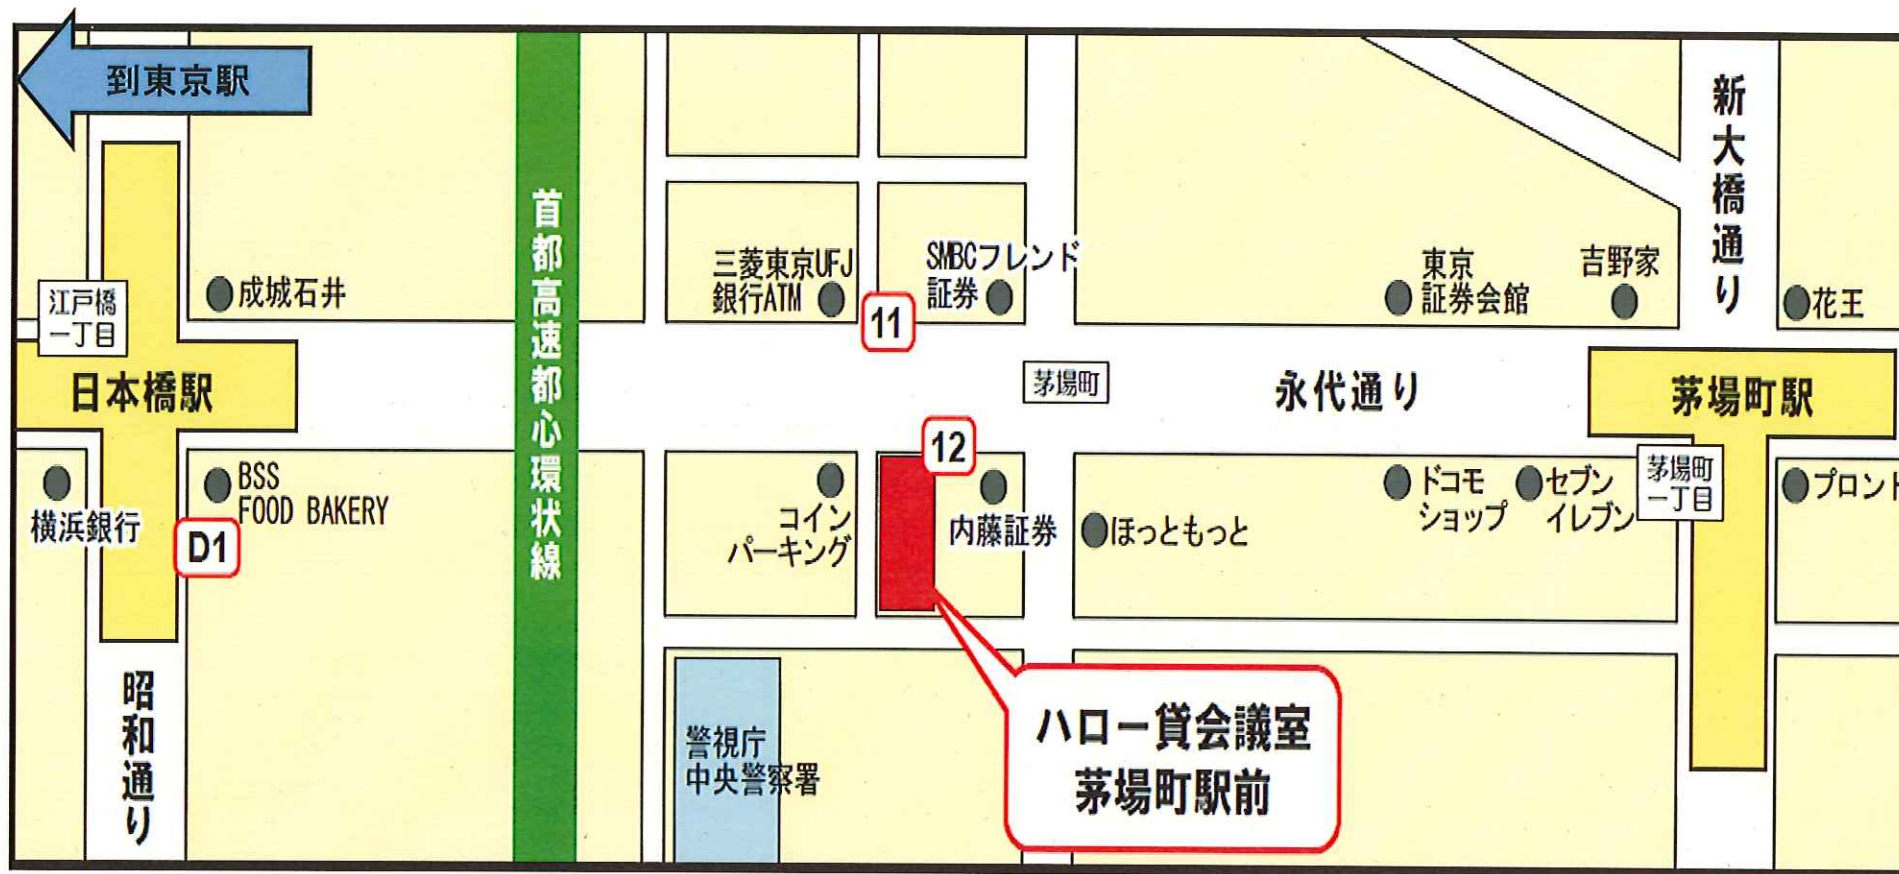 到東京駅
新大橋通り
首都高速都心環状線
三菱東京UFJ
銀行ATM
SMBCフレンド
証券
東京
証券会館
吉野家
花王
成城石井
江戸橋
一丁目
11
日本橋駅
茅場町
永代通り
茅場町駅
12
横浜銀行
BSS
FOOD BAKERY
D1
コイン
パーキング
内藤証券
ほっともっと
ドコモ
ショップ
セブン
イレブン
茅場町
一丁目
プロント
昭和通り
警視庁
中央警察署
ハロー貸会議室
茅場町駅前